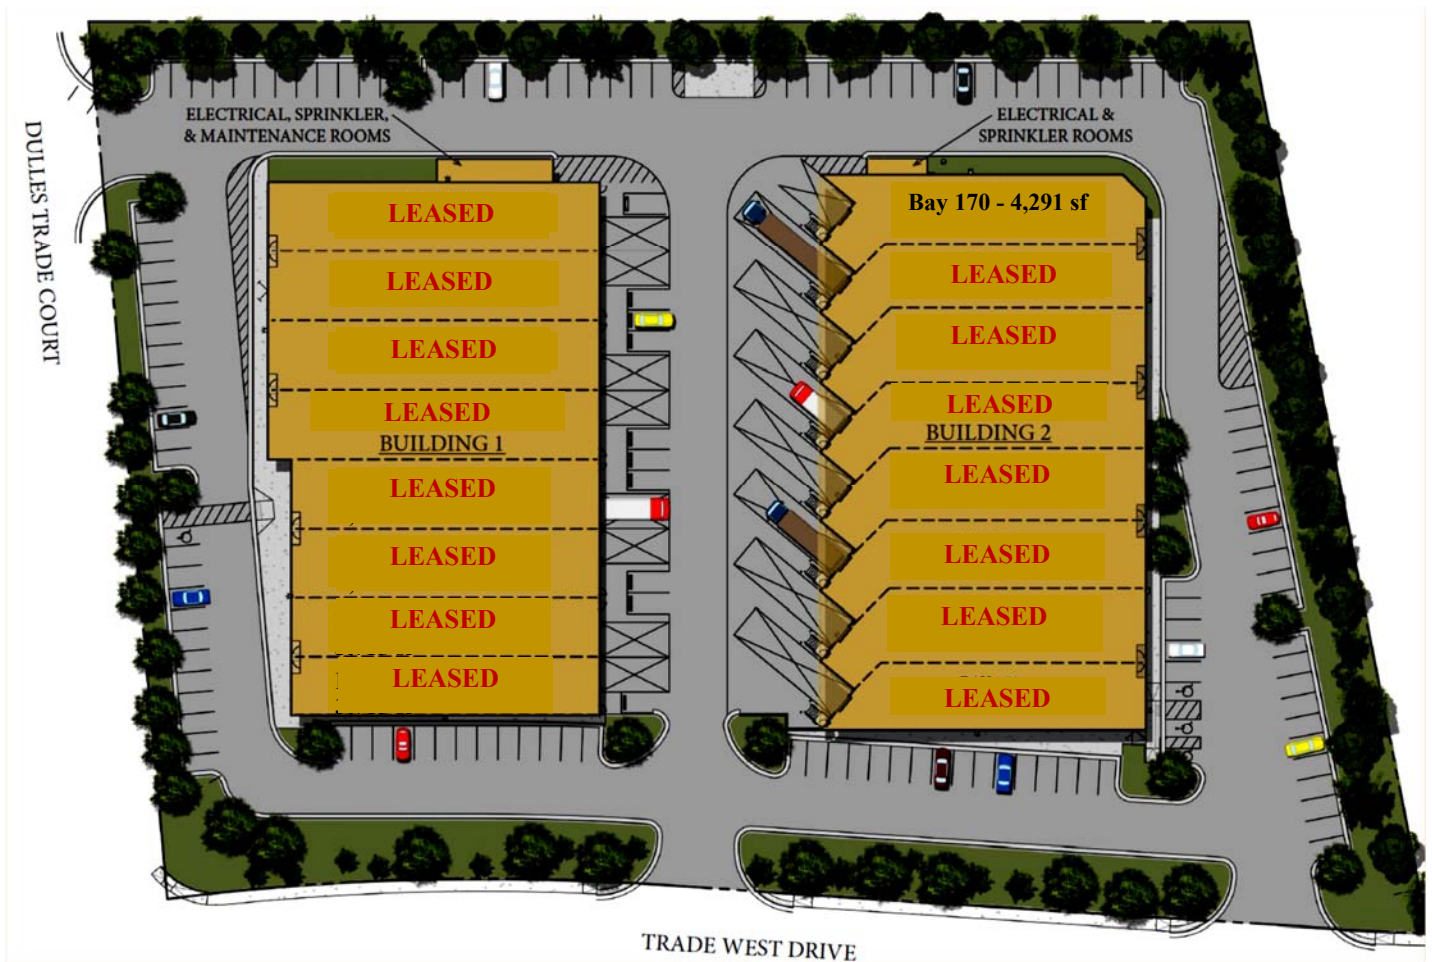 ELECTRICAL, SPRINKLER,
& MAINTENANCE ROOMS
ELECTRICAL &
SPRINKLER ROOMS
DULLES TRADE COURT
LEASED
LEASED
LEASED
LEASED
BUILDING 1
LEASED
LEASED
LEASED
LEASED
Bay 170 - 4,291 sf
LEASED
LEASED
LEASED
BUILDING 2
LEASED
LEASED
LEASED
LEASED
TRADE WEST DRIVE